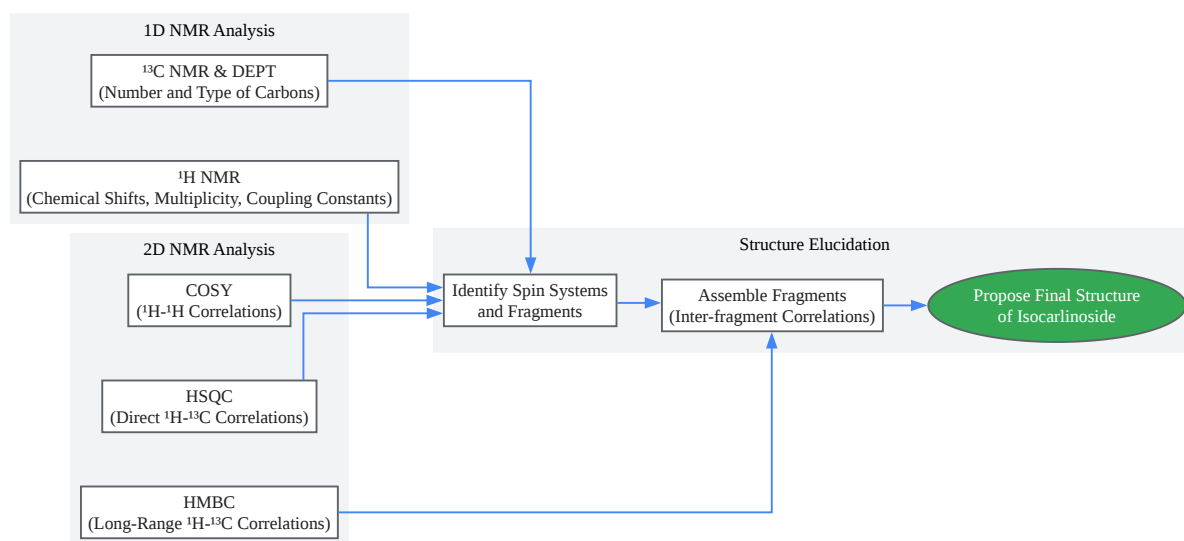 1D NMR Analysis
¹³C NMR & DEPT
(Number and Type of Carbons)
¹H NMR
(Chemical Shifts, Multiplicity, Coupling Constants)
2D NMR Analysis
COSY
(¹H-¹H Correlations)
HSQC
(Direct ¹H-¹³C Correlations)
HMBC
(Long-Range ¹H-¹³C Correlations)
Structure Elucidation
Identify Spin Systems
and Fragments
Assemble Fragments
(Inter-fragment Correlations)
Propose Final Structure
of Isocarlinoside